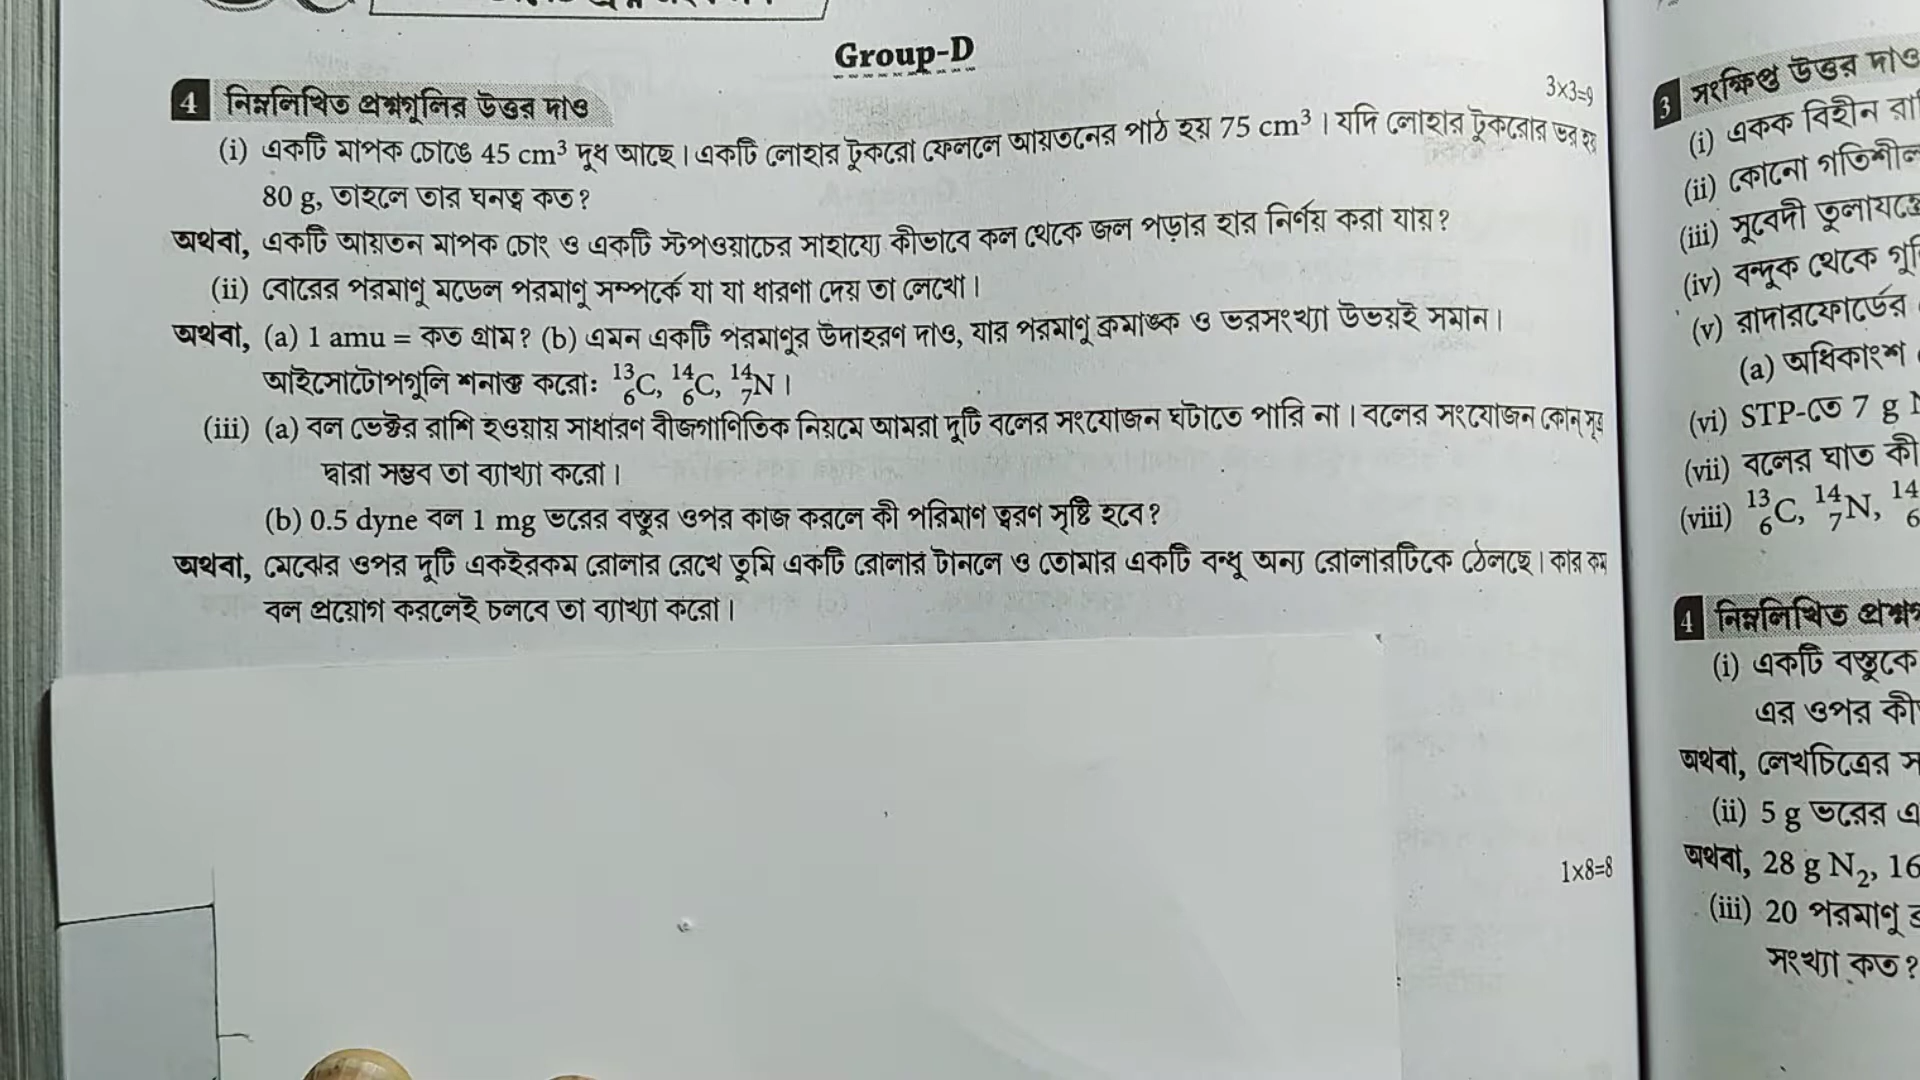 Group-D
4 নিম্নলিখিত প্রশ্নগুলির উত্তর দাও 3×3=9
(i) একটি মাপক চোঙে 45 cm³ দুধ আছে। একটি লোহার টুকরো ফেললে আয়তনের পাঠ হয় 75 cm³। যদি লোহার টুকরোর ভর হয়
80 g, তাহলে তার ঘনত্ব কত?
অথবা, একটি আয়তন মাপক চোং ও একটি স্টপওয়াচের সাহায্যে কীভাবে কল থেকে জল পড়ার হার নির্ণয় করা যায়?
(ii) বোরের পরমাণু মডেল পরমাণু সম্পর্কে যা যা ধারণা দেয় তা লেখো।
অথবা, (a) 1 amu = কত গ্রাম? (b) এমন একটি পরমাণুর উদাহরণ দাও, যার পরমাণু ক্রমাঙ্ক ও ভরসংখ্যা উভয়ই সমান।
আইসোটোপগুলি শনাক্ত করো: ¹³₆C, ¹⁴₆C, ¹⁴₇N।
(iii) (a) বল ভেক্টর রাশি হওয়ায় সাধারণ বীজগাণিতিক নিয়মে আমরা দুটি বলের সংযোজন ঘটাতে পারি না। বলের সংযোজন কোন্ সূত্র
দ্বারা সম্ভব তা ব্যাখ্যা করো।
(b) 0.5 dyne বল 1 mg ভরের বস্তুর ওপর কাজ করলে কী পরিমাণ ত্বরণ সৃষ্টি হবে?
অথবা, মেঝের ওপর দুটি একইরকম রোলার রেখে তুমি একটি রোলার টানলে ও তোমার একটি বন্ধু অন্য রোলারটিকে ঠেলছে। কার কম
বল প্রয়োগ করলেই চলবে তা ব্যাখ্যা করো।
1×8=8
3 সংক্ষিপ্ত উত্তর দাও
(i) একক বিহীন
(ii) কোনো গতিশীল
(iii) সুবেদী
(iv) বন্দুক থেকে
(v) রাদারফোর্ডের
(a) অধিকাংশ
(vi) STP-তে 7 g
(vii) বলের ঘাত কী
(viii) ¹³₆C, ¹⁴₇N, ¹⁴₆
4 নিম্নলিখিত
(i) একটি বস্তুকে
এর ওপর
অথবা, লেখচিত্রের
(ii) 5 g ভরের
অথবা, 28 g N₂, 16
(iii) 20 পরমাণু
সংখ্যা কত?